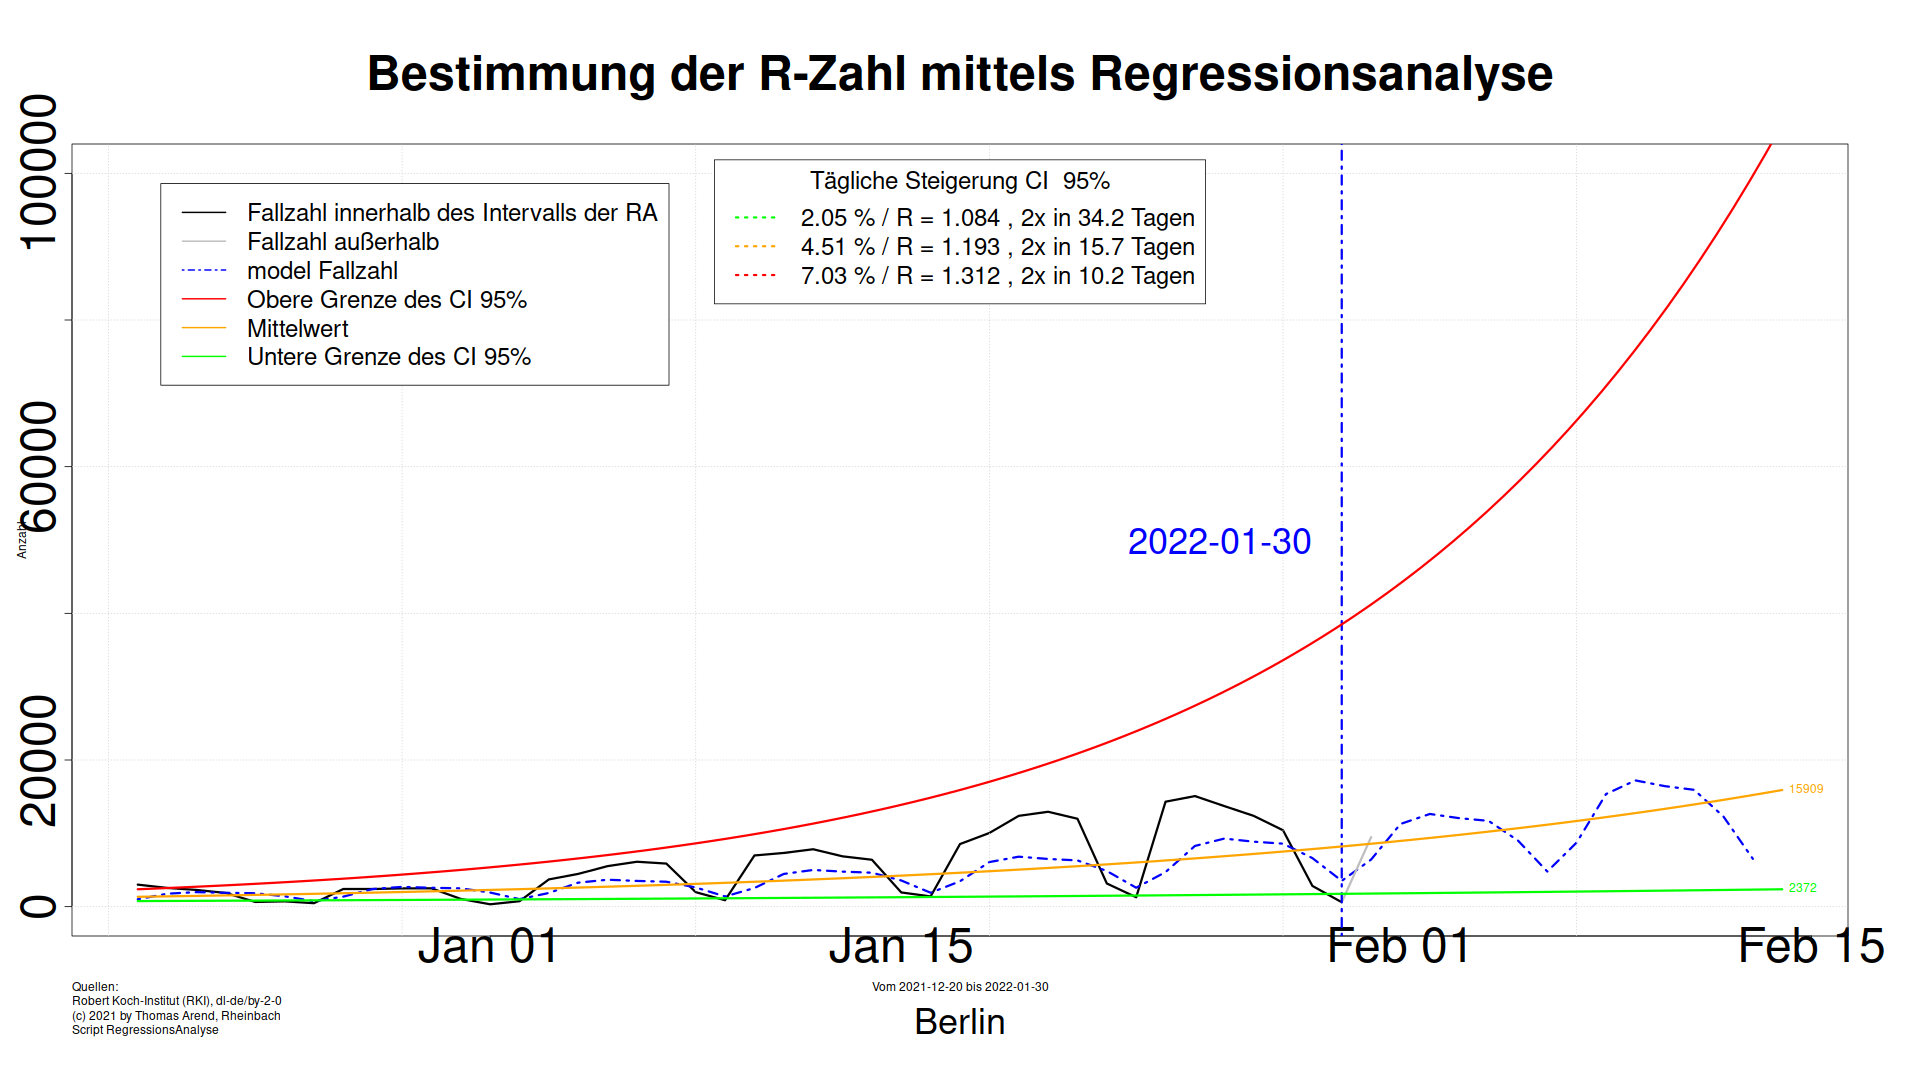 Bestimmung der R-Zahl mittels Regressionsanalyse
100000
60000
20000
0
Anzahl
Fallzahl innerhalb des Intervalls der RA
Fallzahl außerhalb
model Fallzahl
Obere Grenze des CI 95%
Mittelwert
Untere Grenze des CI 95%
Tägliche Steigerung CI  95%
2.05 % / R = 1.084 , 2x in 34.2 Tagen
4.51 % / R = 1.193 , 2x in 15.7 Tagen
7.03 % / R = 1.312 , 2x in 10.2 Tagen
2022-01-30
15909
2372
Jan 01
Jan 15
Feb 01
Feb 15
Quellen:
Robert Koch-Institut (RKI), dl-de/by-2-0
(c) 2021 by Thomas Arend, Rheinbach
Script RegressionsAnalyse
Vom 2021-12-20 bis 2022-01-30
Berlin